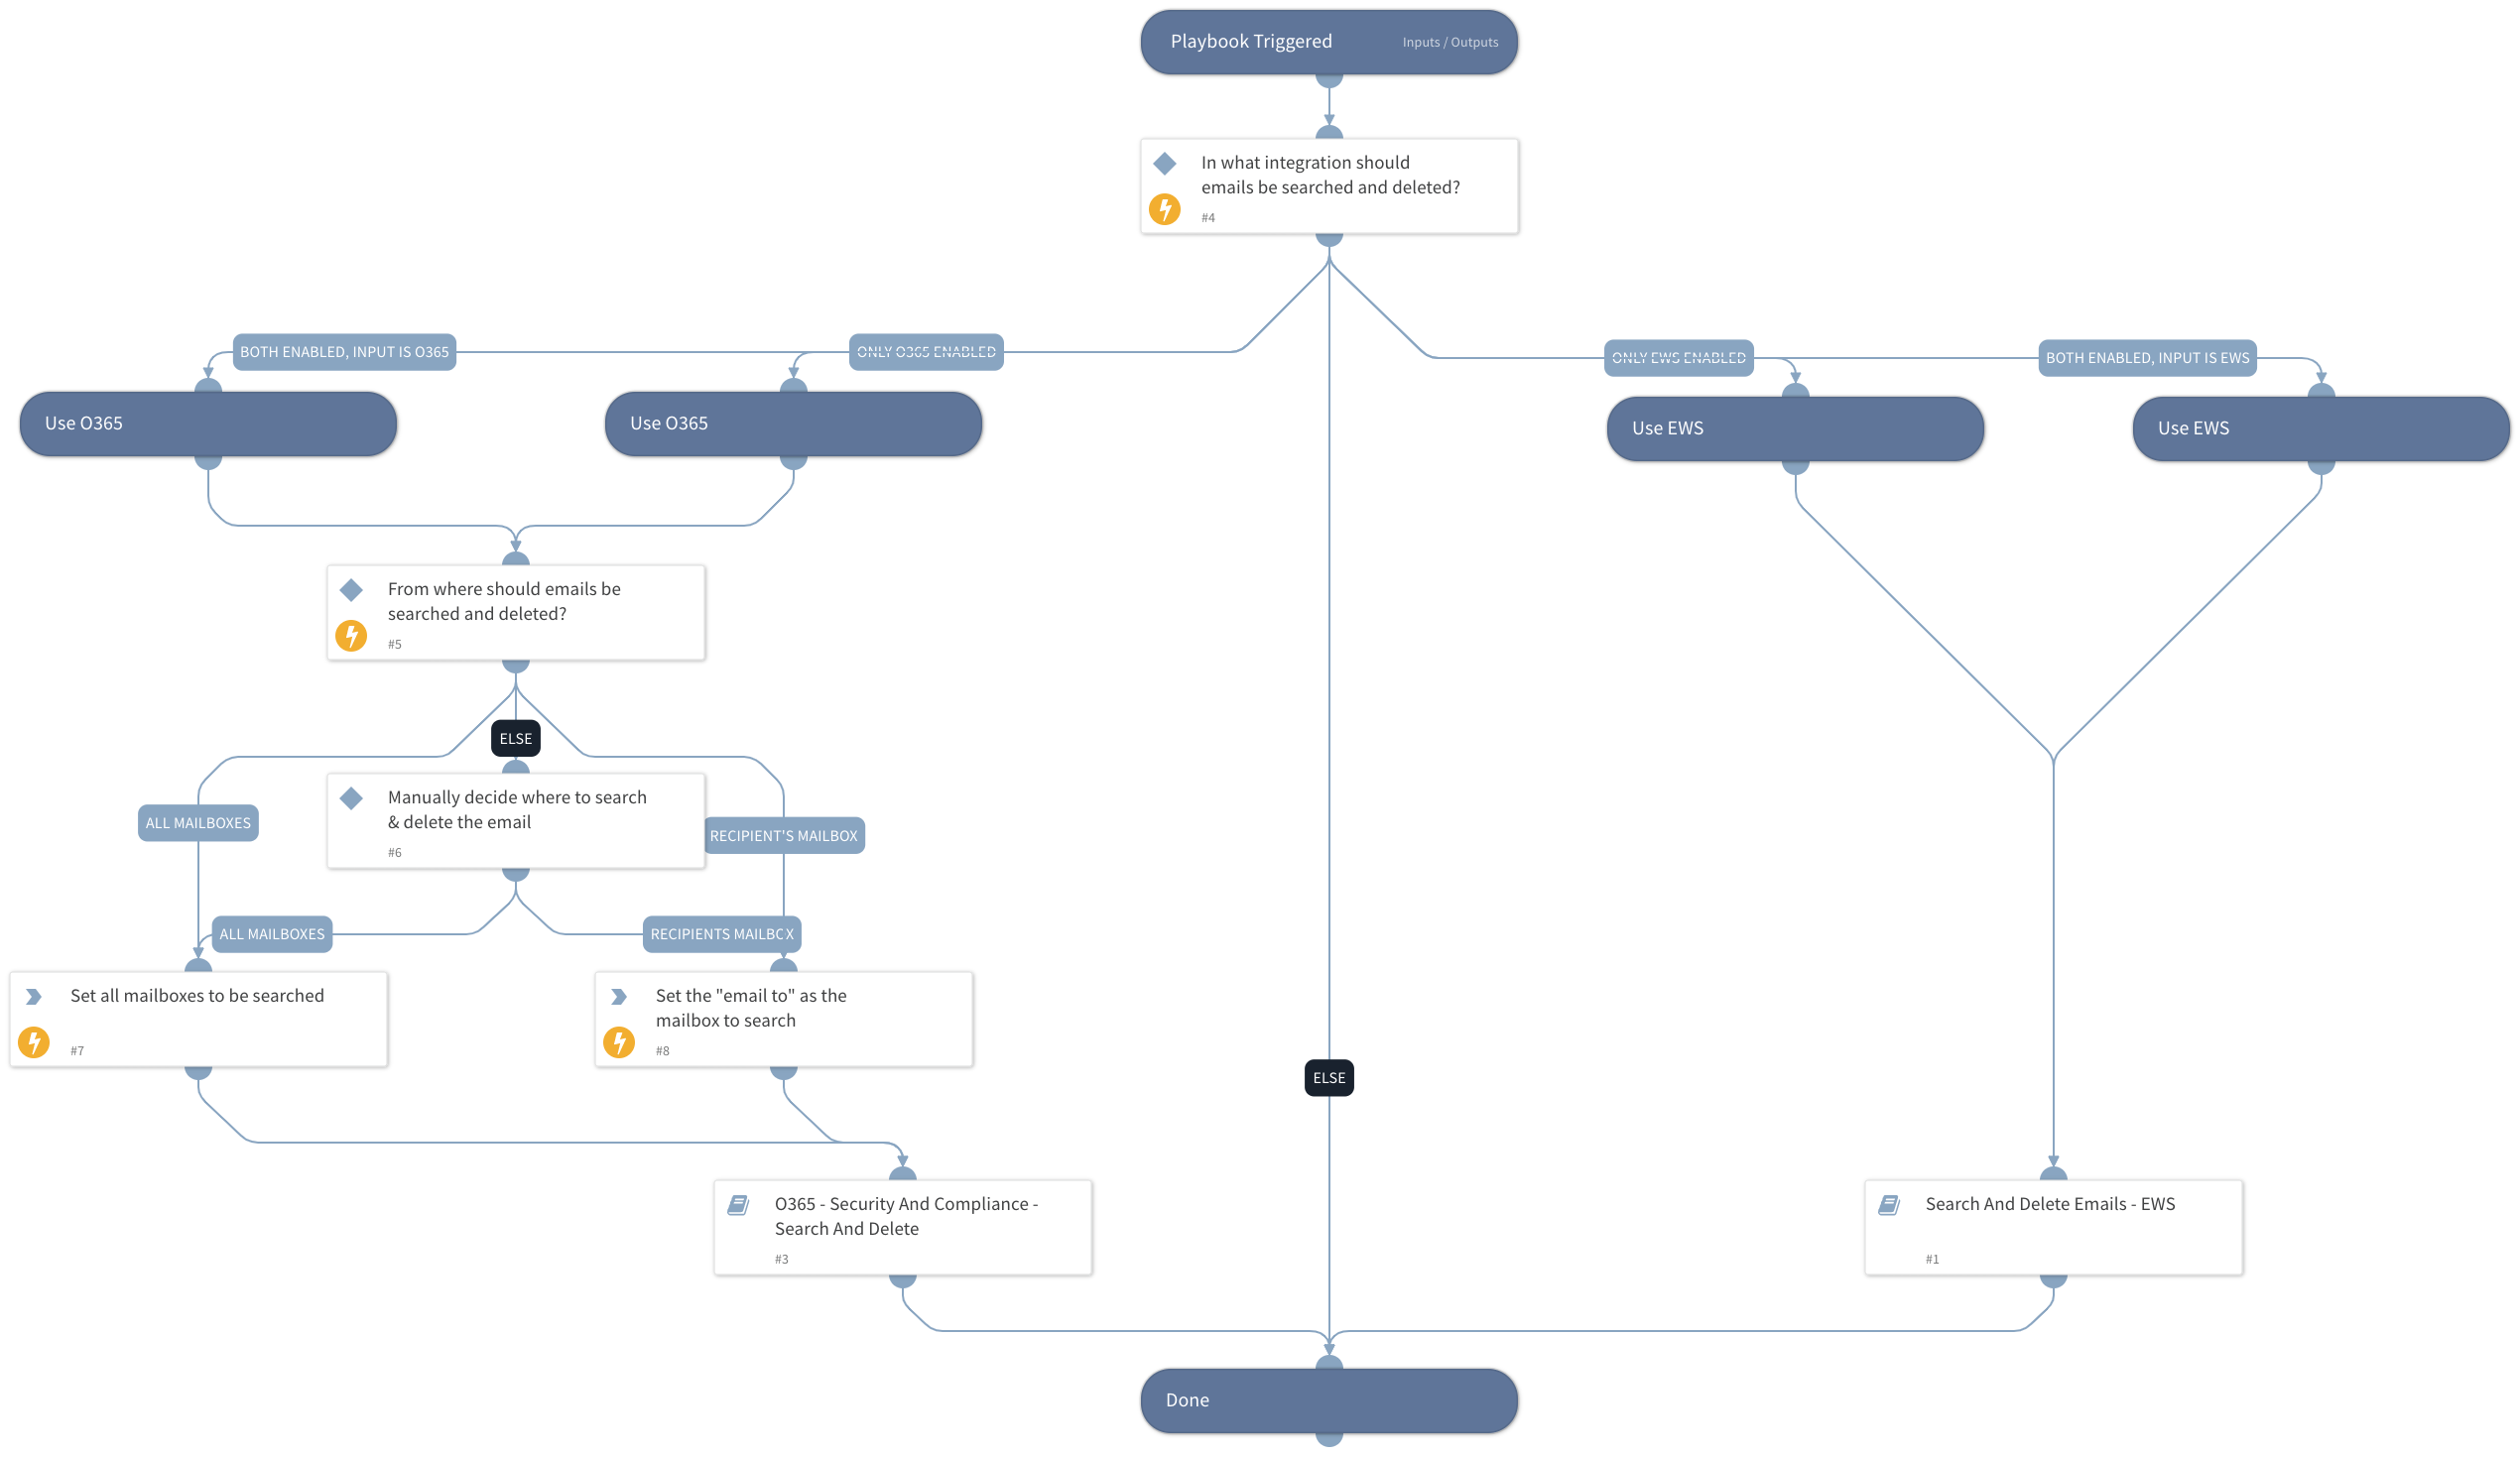 Playbook Triggered
Inputs / Outputs
In what integration should
emails be searched and deleted?
#4
BOTH ENABLED, INPUT IS O365
ONLY O365 ENABLED
ONLY EWS ENABLED
BOTH ENABLED, INPUT IS EWS
Use O365
Use O365
Use EWS
Use EWS
From where should emails be
searched and deleted?
#5
ELSE
Manually decide where to search
& delete the email
#6
ALL MAILBOXES
RECIPIENT'S MAILBOX
ALL MAILBOXES
RECIPIENTS MAILBOX
Set all mailboxes to be searched
#7
Set the "email to" as the
mailbox to search
#8
ELSE
O365 - Security And Compliance -
Search And Delete
#3
Search And Delete Emails - EWS
#1
Done